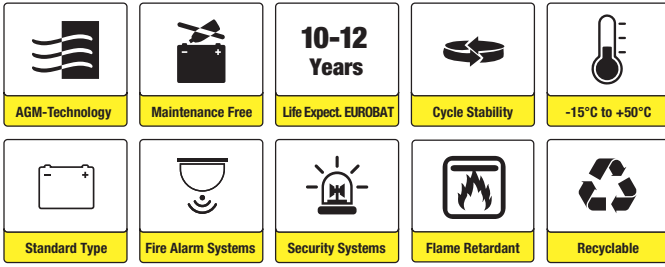 10-12
Years
AGM-Technology
Maintenance Free
Life Expect. EUROBAT
Cycle Stability
-15°C to +50°C
- +
Standard Type
Fire Alarm Systems
Security Systems
Flame Retardant
Recyclable